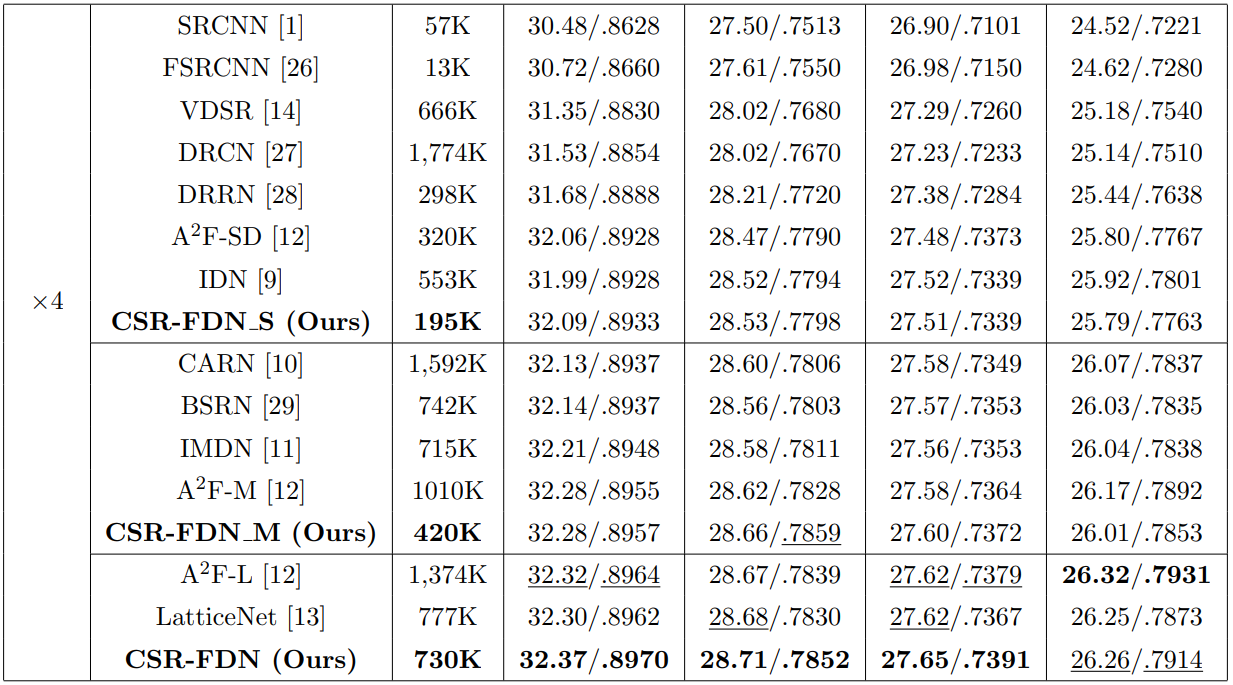 SRCNN [1] 57K 30.48/.8628 27.50/.7513 26.90/.7101 24.52/.7221
FSRCNN [26] 13K 30.72/.8660 27.61/.7550 26.98/.7150 24.62/.7280
VDSR [14] 666K 31.35/.8830 28.02/.7680 27.29/.7260 25.18/.7540
DRCN [27] 1,774K 31.53/.8854 28.02/.7670 27.23/.7233 25.14/.7510
DRRN [28] 298K 31.68/.8888 28.21/.7720 27.38/.7284 25.44/.7638
A²F-SD [12] 320K 32.06/.8928 28.47/.7790 27.48/.7373 25.80/.7767
IDN [9] 553K 31.99/.8928 28.52/.7794 27.52/.7339 25.92/.7801
×4
CSR-FDN_S (Ours) 195K 32.09/.8933 28.53/.7798 27.51/.7339 25.79/.7763
CARN [10] 1,592K 32.13/.8937 28.60/.7806 27.58/.7349 26.07/.7837
BSRN [29] 742K 32.14/.8937 28.56/.7803 27.57/.7353 26.03/.7835
IMDN [11] 715K 32.21/.8948 28.58/.7811 27.56/.7353 26.04/.7838
A²F-M [12] 1010K 32.28/.8955 28.62/.7828 27.58/.7364 26.17/.7892
CSR-FDN_M (Ours) 420K 32.28/.8957 28.66/.7859 27.60/.7372 26.01/.7853
A²F-L [12] 1,374K 32.32/.8964 28.67/.7839 27.62/.7379 26.32/.7931
LatticeNet [13] 777K 32.30/.8962 28.68/.7830 27.62/.7367 26.25/.7873
CSR-FDN (Ours) 730K 32.37/.8970 28.71/.7852 27.65/.7391 26.26/.7914